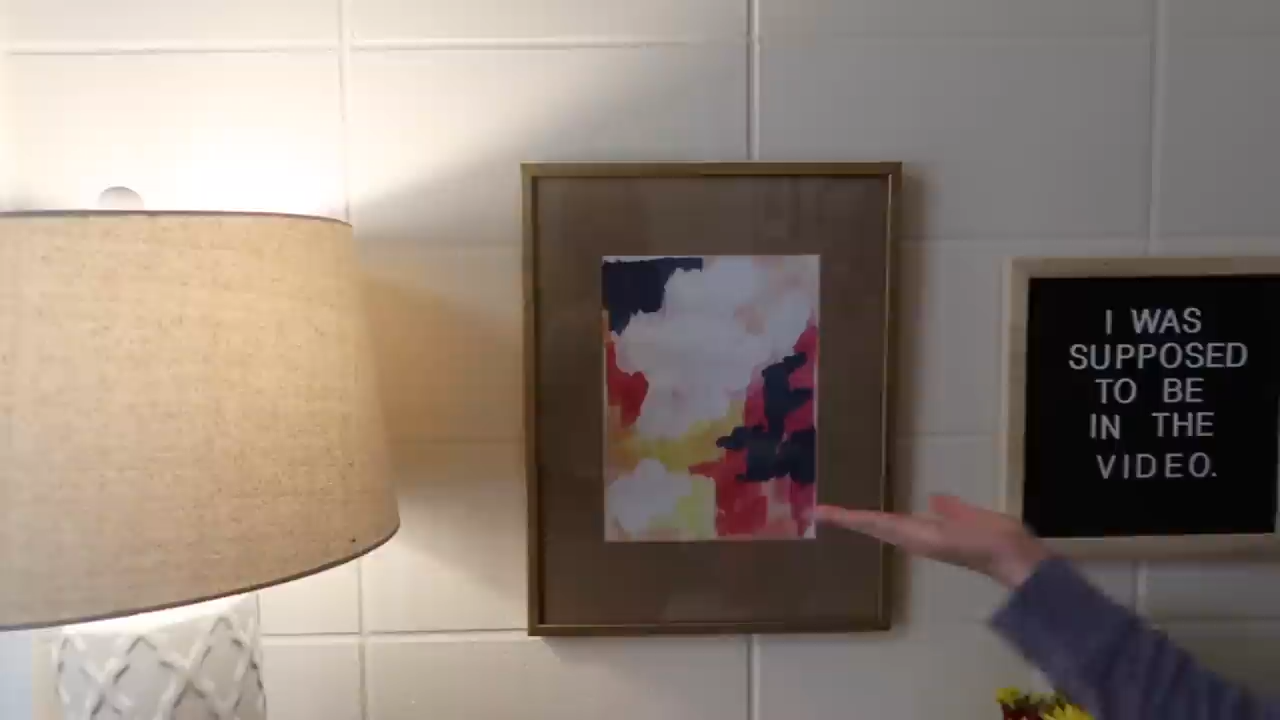 I WAS
SUPPOSED
TO BE
IN THE
VIDEO.